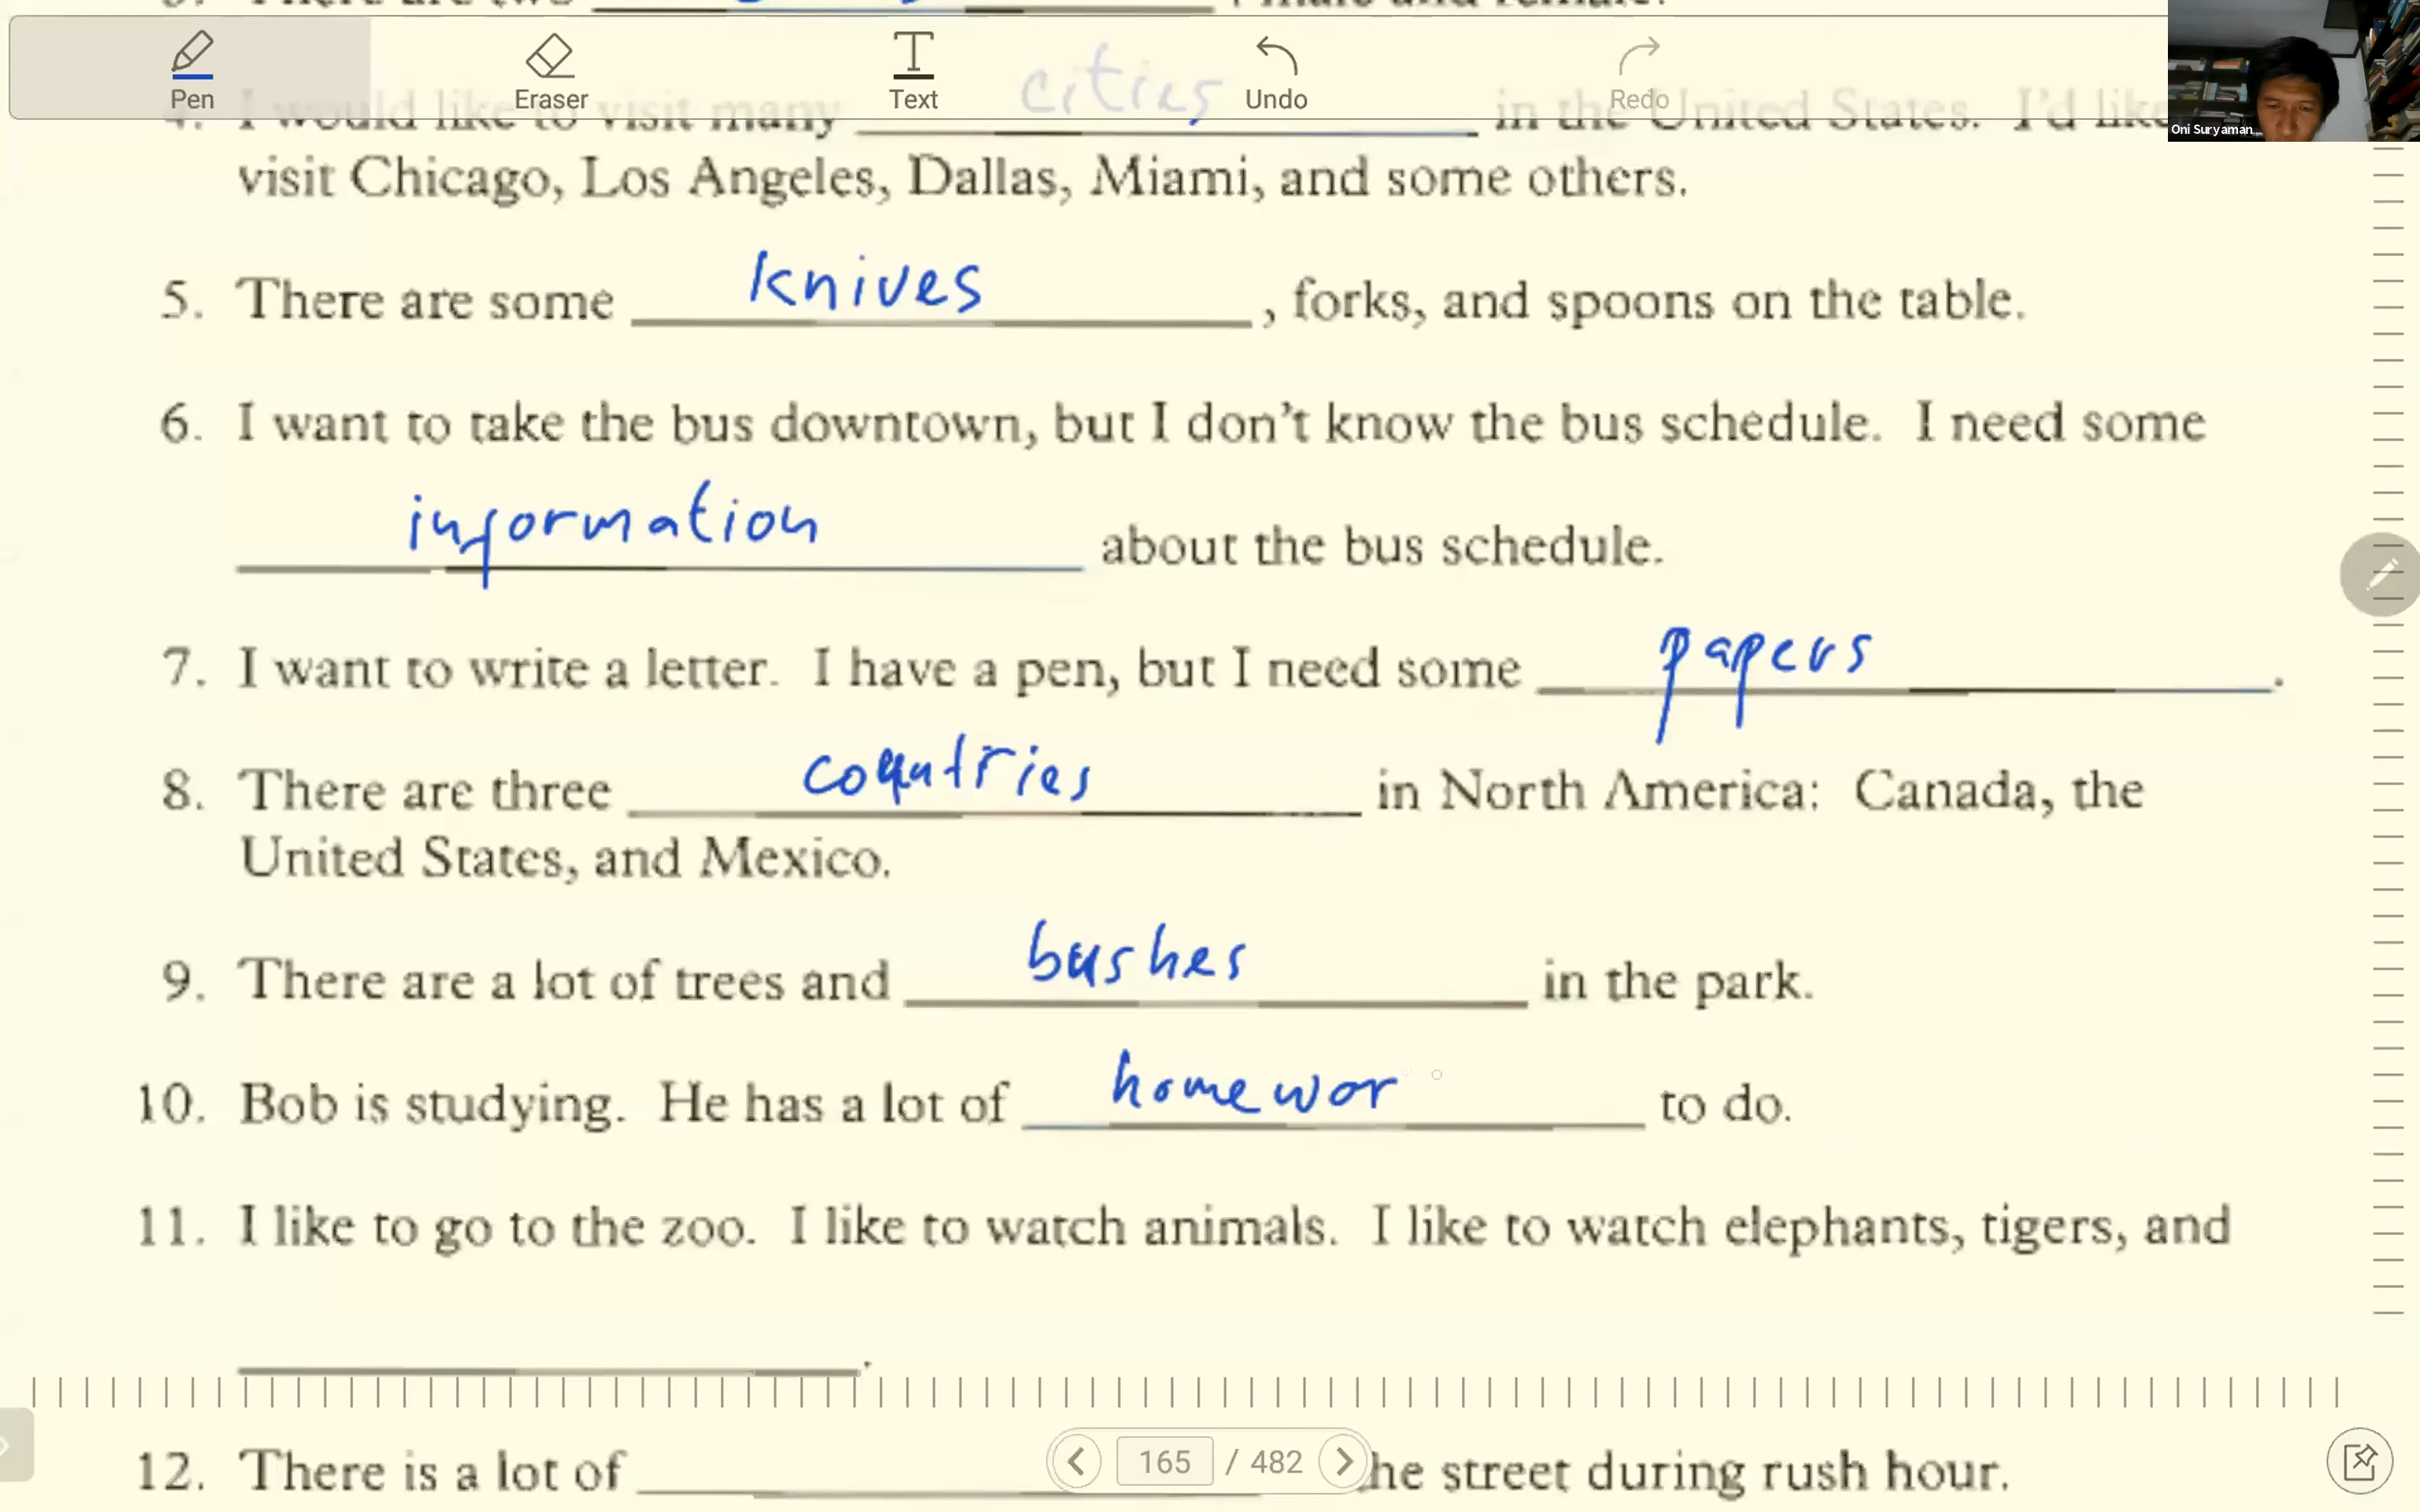 Pen
Eraser
Text
Undo
Redo
Oni Suryaman
4. I would like to visit many cities in the United States. I'd like
visit Chicago, Los Angeles, Dallas, Miami, and some others.
5. There are some knives, forks, and spoons on the table.
6. I want to take the bus downtown, but I don't know the bus schedule. I need some
information about the bus schedule.
7. I want to write a letter. I have a pen, but I need some papers.
8. There are three countries in North America: Canada, the
United States, and Mexico.
9. There are a lot of trees and bushes in the park.
10. Bob is studying. He has a lot of homewor to do.
11. I like to go to the zoo. I like to watch animals. I like to watch elephants, tigers, and
.
12. There is a lot of he street during rush hour.
165 / 482